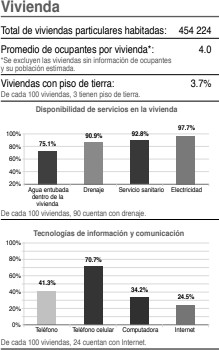 Vivienda
Total de viviendas particulares habitadas: 454 224
Promedio de ocupantes por vivienda*: 4.0
*Se excluyen las viviendas sin información de ocupantes
y su población estimada.
Viviendas con piso de tierra: 3.7%
De cada 100 viviendas, 3 tienen piso de tierra.
Disponibilidad de servicios en la vivienda
100%
80%
60%
40%
20%
75.1%
90.9%
92.8%
97.7%
Agua entubada
dentro de la
vivienda
Drenaje
Servicio sanitario
Electricidad
De cada 100 viviendas, 90 cuentan con drenaje.
Tecnologías de información y comunicación
100%
80%
60%
40%
20%
0%
41.3%
70.7%
34.2%
24.5%
Teléfono
Teléfono celular
Computadora
Internet
De cada 100 viviendas, 24 cuentan con Internet.